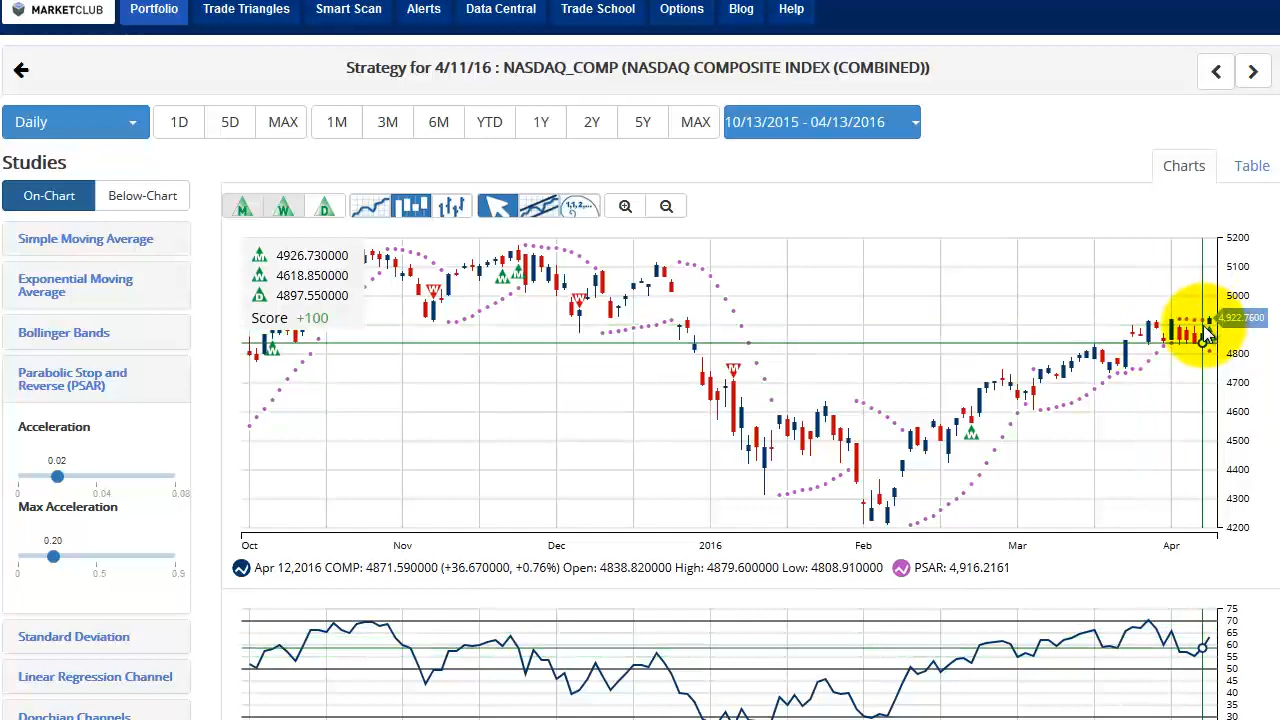 MARKETCLUB
Portfolio Trade Triangles Smart Scan Alerts Data Central Trade School Options Blog Help
Strategy for 4/11/16 : NASDAQ_COMP (NASDAQ COMPOSITE INDEX (COMBINED))
Daily 1D 5D MAX 1M 3M 6M YTD 1Y 2Y 5Y MAX 10/13/2015 - 04/13/2016
Studies
Charts Table
On-Chart Below-Chart
M W D
Simple Moving Average
Exponential Moving
Average
Bollinger Bands
Parabolic Stop and
Reverse (PSAR)
Acceleration
0.02
0 0.04 0.08
Max Acceleration
0.20
0 0.5 0.9
Standard Deviation
Linear Regression Channel
Donchian Channels
M 4926.730000
W 4618.850000
D 4897.550000
Score +100
5200
5100
5000
4,922.7600
4800
4700
4600
4500
4400
4300
4200
Oct Nov Dec 2016 Feb Mar Apr
Apr 12,2016 COMP: 4871.590000 (+36.670000, +0.76%) Open: 4838.820000 High: 4879.600000 Low: 4808.910000 PSAR: 4,916.2161
75
70
65
60
55
50
45
40
35
30